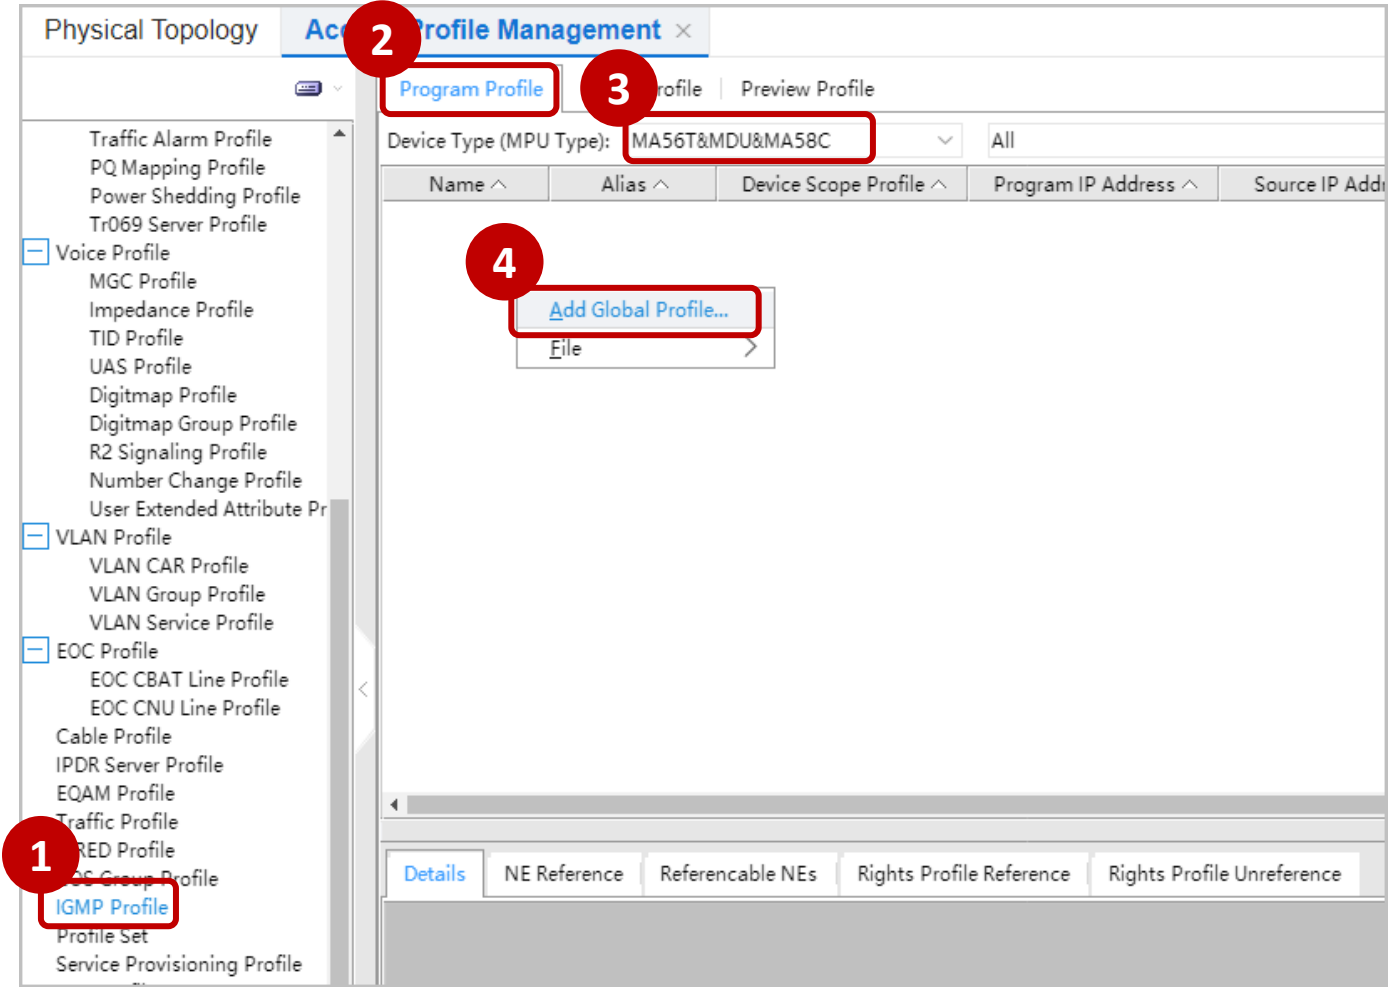 Physical Topology
Acc rofile Management ×
2
Program Profile
3
rofile
Preview Profile
Device Type (MPU Type):
MA56T&MDU&MA58C
All
Name
Alias
Device Scope Profile
Program IP Address
Source IP Addr
4
Add Global Profile...
File
Traffic Alarm Profile
PQ Mapping Profile
Power Shedding Profile
Tr069 Server Profile
Voice Profile
MGC Profile
Impedance Profile
TID Profile
UAS Profile
Digitmap Profile
Digitmap Group Profile
R2 Signaling Profile
Number Change Profile
User Extended Attribute Pr
VLAN Profile
VLAN CAR Profile
VLAN Group Profile
VLAN Service Profile
EOC Profile
EOC CBAT Line Profile
EOC CNU Line Profile
Cable Profile
IPDR Server Profile
EQAM Profile
Traffic Profile
1
RED Profile
Group Profile
IGMP Profile
Profile Set
Service Provisioning Profile
Details
NE Reference
Referencable NEs
Rights Profile Reference
Rights Profile Unreference